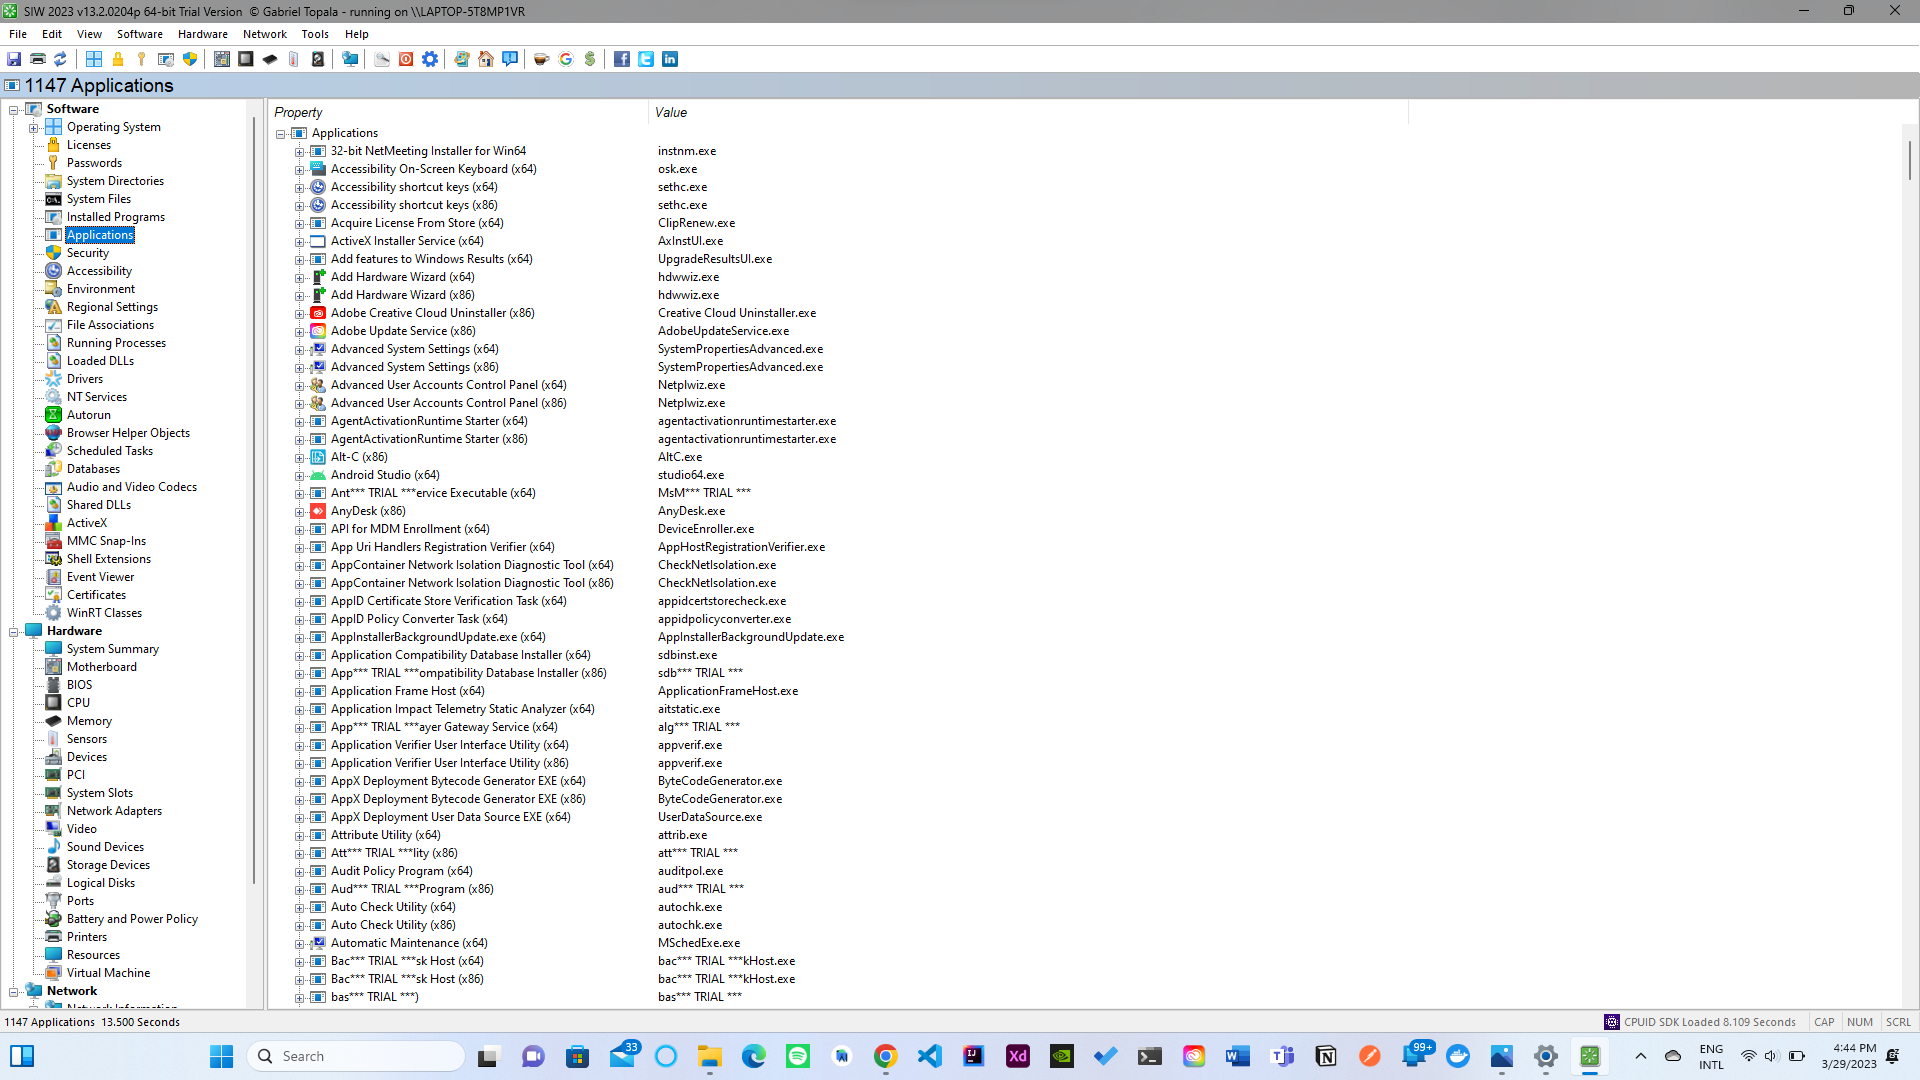 SIW 2023 v13.2.0204p 64-bit Trial Version © Gabriel Topala - running on \\LAPTOP-5T8MP1VR
File Edit View Software Hardware Network Tools Help
1147 Applications
Software
Operating System
Licenses
Passwords
System Directories
System Files
Installed Programs
Applications
Security
Accessibility
Environment
Regional Settings
File Associations
Running Processes
Loaded DLLs
Drivers
NT Services
Autorun
Browser Helper Objects
Scheduled Tasks
Databases
Audio and Video Codecs
Shared DLLs
ActiveX
MMC Snap-Ins
Shell Extensions
Event Viewer
Certificates
WinRT Classes
Hardware
System Summary
Motherboard
BIOS
CPU
Memory
Sensors
Devices
PCI
System Slots
Network Adapters
Video
Sound Devices
Storage Devices
Logical Disks
Ports
Battery and Power Policy
Printers
Resources
Virtual Machine
Network
Network Information
Property Value
Applications
32-bit NetMeeting Installer for Win64 instnm.exe
Accessibility On-Screen Keyboard (x64) osk.exe
Accessibility shortcut keys (x64) sethc.exe
Accessibility shortcut keys (x86) sethc.exe
Acquire License From Store (x64) ClipRenew.exe
ActiveX Installer Service (x64) AxInstUI.exe
Add features to Windows Results (x64) UpgradeResultsUI.exe
Add Hardware Wizard (x64) hdwwiz.exe
Add Hardware Wizard (x86) hdwwiz.exe
Adobe Creative Cloud Uninstaller (x86) Creative Cloud Uninstaller.exe
Adobe Update Service (x86) AdobeUpdateService.exe
Advanced System Settings (x64) SystemPropertiesAdvanced.exe
Advanced System Settings (x86) SystemPropertiesAdvanced.exe
Advanced User Accounts Control Panel (x64) Netplwiz.exe
Advanced User Accounts Control Panel (x86) Netplwiz.exe
AgentActivationRuntime Starter (x64) agentactivationruntimestarter.exe
AgentActivationRuntime Starter (x86) agentactivationruntimestarter.exe
Alt-C (x86) AltC.exe
Android Studio (x64) studio64.exe
Ant*** TRIAL ***ervice Executable (x64) MsM*** TRIAL ***
AnyDesk (x86) AnyDesk.exe
API for MDM Enrollment (x64) DeviceEnroller.exe
App Uri Handlers Registration Verifier (x64) AppHostRegistrationVerifier.exe
AppContainer Network Isolation Diagnostic Tool (x64) CheckNetIsolation.exe
AppContainer Network Isolation Diagnostic Tool (x86) CheckNetIsolation.exe
AppID Certificate Store Verification Task (x64) appidcertstorecheck.exe
AppID Policy Converter Task (x64) appidpolicyconverter.exe
AppInstallerBackgroundUpdate.exe (x64) AppInstallerBackgroundUpdate.exe
Application Compatibility Database Installer (x64) sdbinst.exe
App*** TRIAL ***ompatibility Database Installer (x86) sdb*** TRIAL ***
Application Frame Host (x64) ApplicationFrameHost.exe
Application Impact Telemetry Static Analyzer (x64) aitstatic.exe
App*** TRIAL ***ayer Gateway Service (x64) alg*** TRIAL ***
Application Verifier User Interface Utility (x64) appverif.exe
Application Verifier User Interface Utility (x86) appverif.exe
AppX Deployment Bytecode Generator EXE (x64) ByteCodeGenerator.exe
AppX Deployment Bytecode Generator EXE (x86) ByteCodeGenerator.exe
AppX Deployment User Data Source EXE (x64) UserDataSource.exe
Attribute Utility (x64) attrib.exe
Att*** TRIAL ***lity (x86) att*** TRIAL ***
Audit Policy Program (x64) auditpol.exe
Aud*** TRIAL ***Program (x86) aud*** TRIAL ***
Auto Check Utility (x64) autochk.exe
Auto Check Utility (x86) autochk.exe
Automatic Maintenance (x64) MSchedExe.exe
Bac*** TRIAL ***sk Host (x64) bac*** TRIAL ***kHost.exe
Bac*** TRIAL ***sk Host (x86) bac*** TRIAL ***kHost.exe
bas*** TRIAL ***) bas*** TRIAL ***
1147 Applications 13.500 Seconds
CPUID SDK Loaded 8.109 Seconds CAP NUM SCRL
Search
33
Xd
99+
ENG
INTL
4:44 PM
3/29/2023